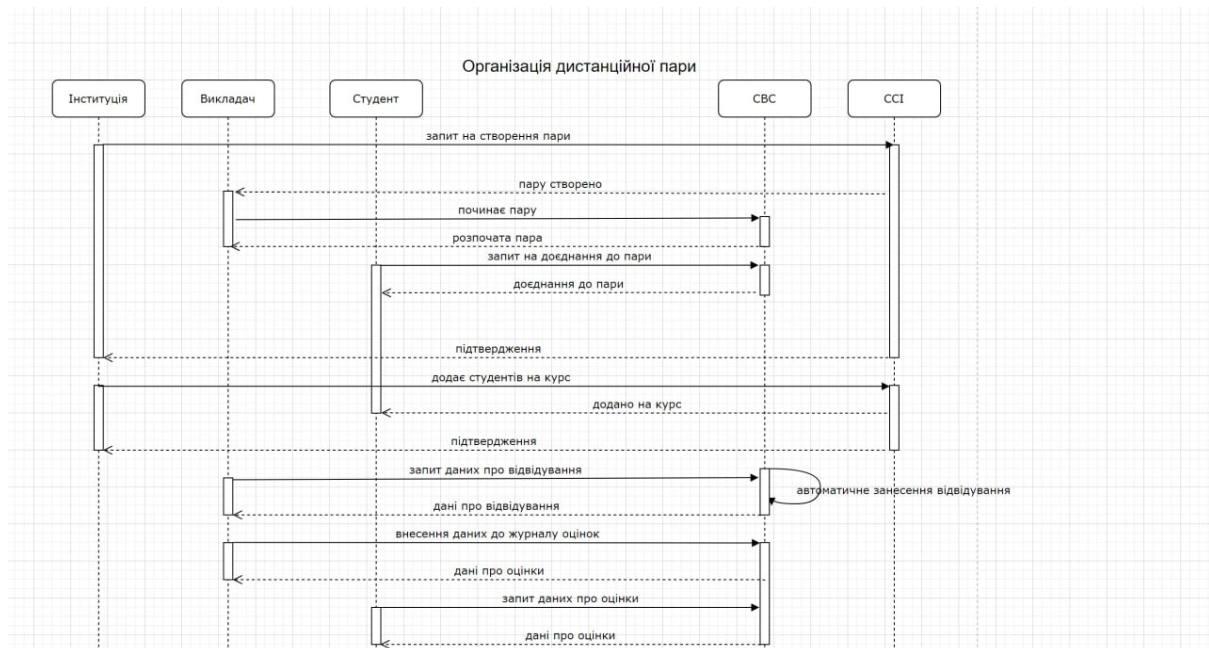 Організація дистанційної пари
Інституція
Викладач
Студент
СВС
ССІ
запит на створення пари
пару створено
починає пару
розпочата пара
запит на доєднання до пари
доєднання до пари
підтвердження
додає студентів на курс
додано на курс
підтвердження
запит даних про відвідування
автоматичне занесення відвідування
дані про відвідування
внесення даних до журналу оцінок
дані про оцінки
запит даних про оцінки
дані про оцінки